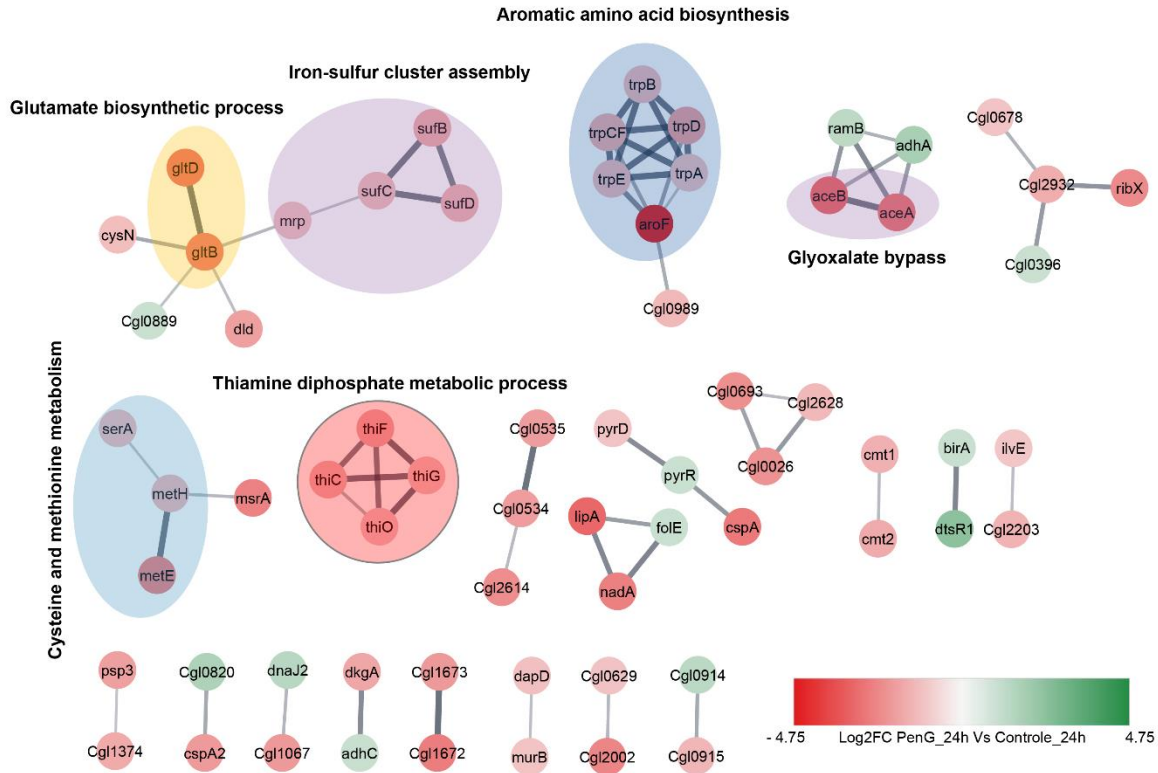 Aromatic amino acid biosynthesis
Iron-sulfur cluster assembly
Glutamate biosynthetic process
gltD
cysN
gltB
Cgl0889
dld
mrp
sufB
sufC
sufD
trpB
trpCF
trpD
trpE
trpA
aroF
Cgl0989
ramB
adhA
aceB
aceA
Glyoxalate bypass
Cgl0678
Cgl2932
ribX
Cgl0396
Cysteine and methionine metabolism
serA
metH
msrA
metE
Thiamine diphosphate metabolic process
thiF
thiC
thiG
thiO
Cgl0535
Cgl0534
Cgl2614
pyrD
pyrR
cspA
lipA
folE
nadA
Cgl0693
Cgl2628
Cgl0026
cmt1
cmt2
birA
dtsR1
ilvE
Cgl2203
psp3
Cgl1374
Cgl0820
cspA2
dnaJ2
Cgl1067
dkgA
adhC
Cgl1673
Cgl1672
dapD
murB
Cgl0629
Cgl2002
Cgl0914
Cgl0915
- 4.75 Log2FC PenG_24h Vs Controle_24h 4.75